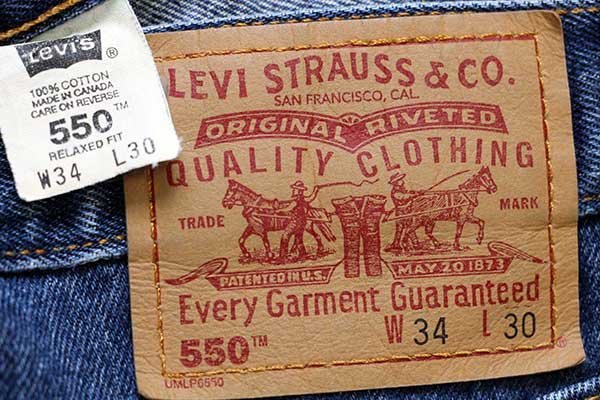 Levi's ®
100% COTTON
MADE IN CANADA
CARE ON REVERSE
550™
RELAXED FIT
W34 L30
LEVI STRAUSS & CO.
SAN FRANCISCO, CAL.
ORIGINAL RIVETED
QUALITY CLOTHING
TRADE MARK
PATENTED IN U.S. MAY 20 1873
Every Garment Guaranteed
550™ W 34 L 30